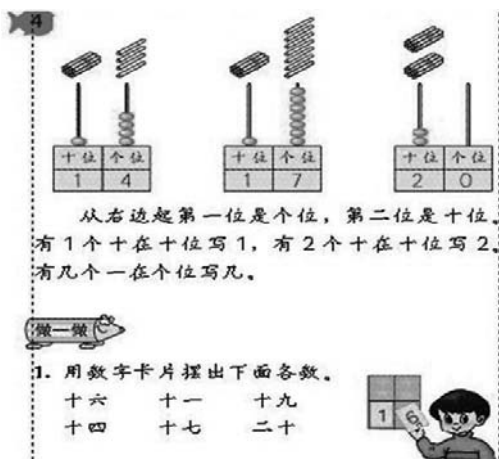 4
十位 个位 十位 个位 十位 个位
1 4 1 7 2 0
从右边起第一位是个位，第二位是十位。
有1个十在十位写1，有2个十在十位写2。
有几个一在个位写几。
做一做
1. 用数字卡片摆出下面各数。
十六 十一 十九
十四 十七 二十
1 6